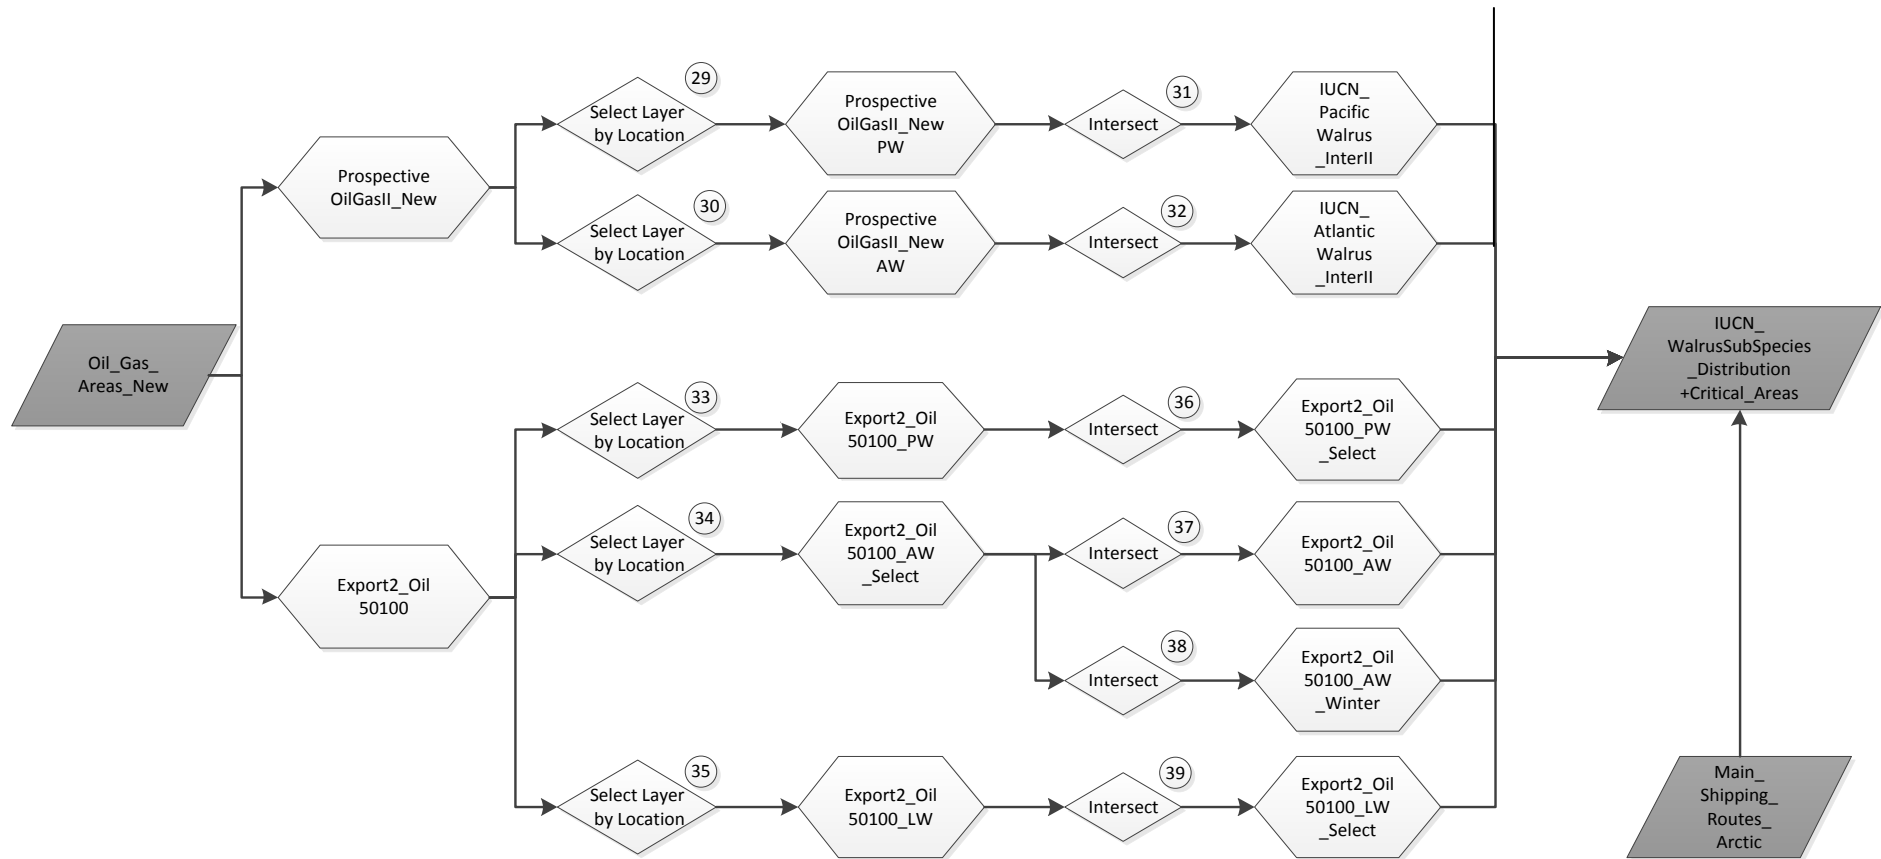 29
Select Layer
by Location
Prospective
OilGasII_New
PW
31
Intersect
IUCN_
Pacific
Walrus
_InterII
Prospective
OilGasII_New
30
Select Layer
by Location
Prospective
OilGasII_New
AW
32
Intersect
IUCN_
Atlantic
Walrus
_InterII
Oil_Gas_
Areas_New
IUCN_
WalrusSubSpecies
_Distribution
+Critical_Areas
33
Select Layer
by Location
Export2_Oil
50100_PW
36
Intersect
Export2_Oil
50100_PW
_Select
34
Select Layer
by Location
Export2_Oil
50100_AW
_Select
37
Intersect
Export2_Oil
50100_AW
Export2_Oil
50100
38
Intersect
Export2_Oil
50100_AW
_Winter
35
Select Layer
by Location
Export2_Oil
50100_LW
39
Intersect
Export2_Oil
50100_LW
_Select
Main_
Shipping_
Routes_
Arctic